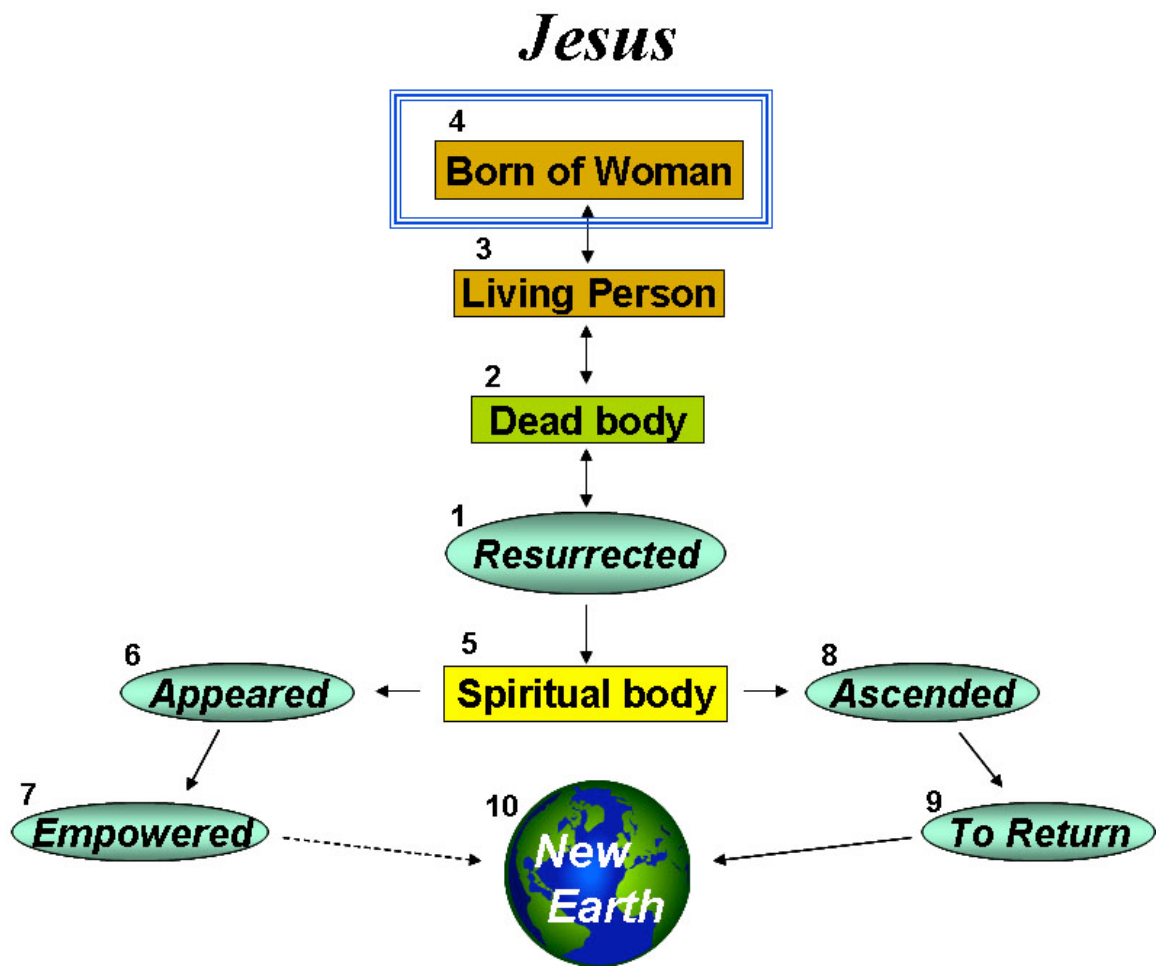 Jesus
4
Born of Woman
3
Living Person
2
Dead body
1
Resurrected
5
Spiritual body
6
Appeared
8
Ascended
7
Empowered
10
New
Earth
9
To Return